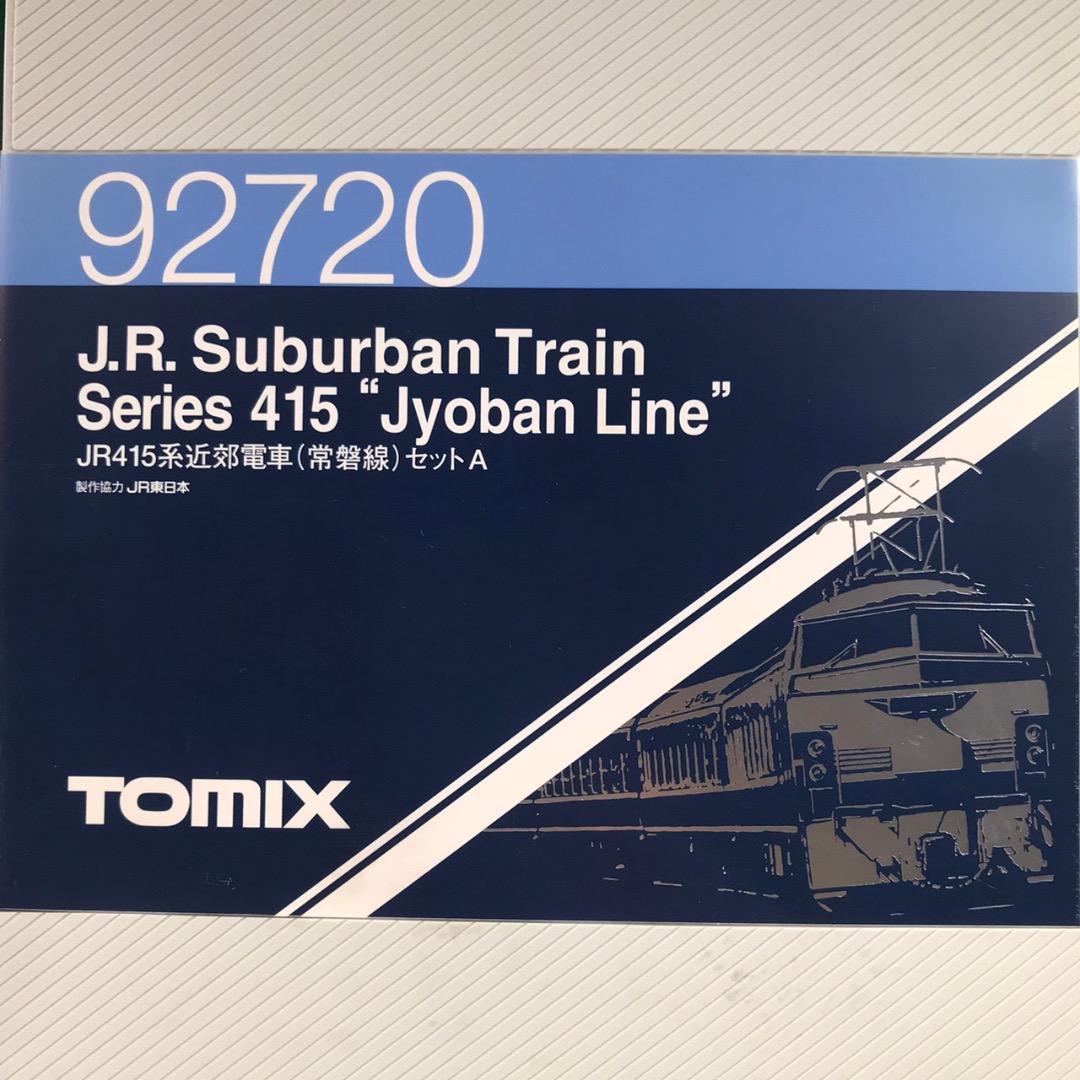 92720
J.R. Suburban Train
Series 415 “Jyoban Line”
JR415系近郊電車(常磐線)セットA
製作協力 JR東日本
TOMIX